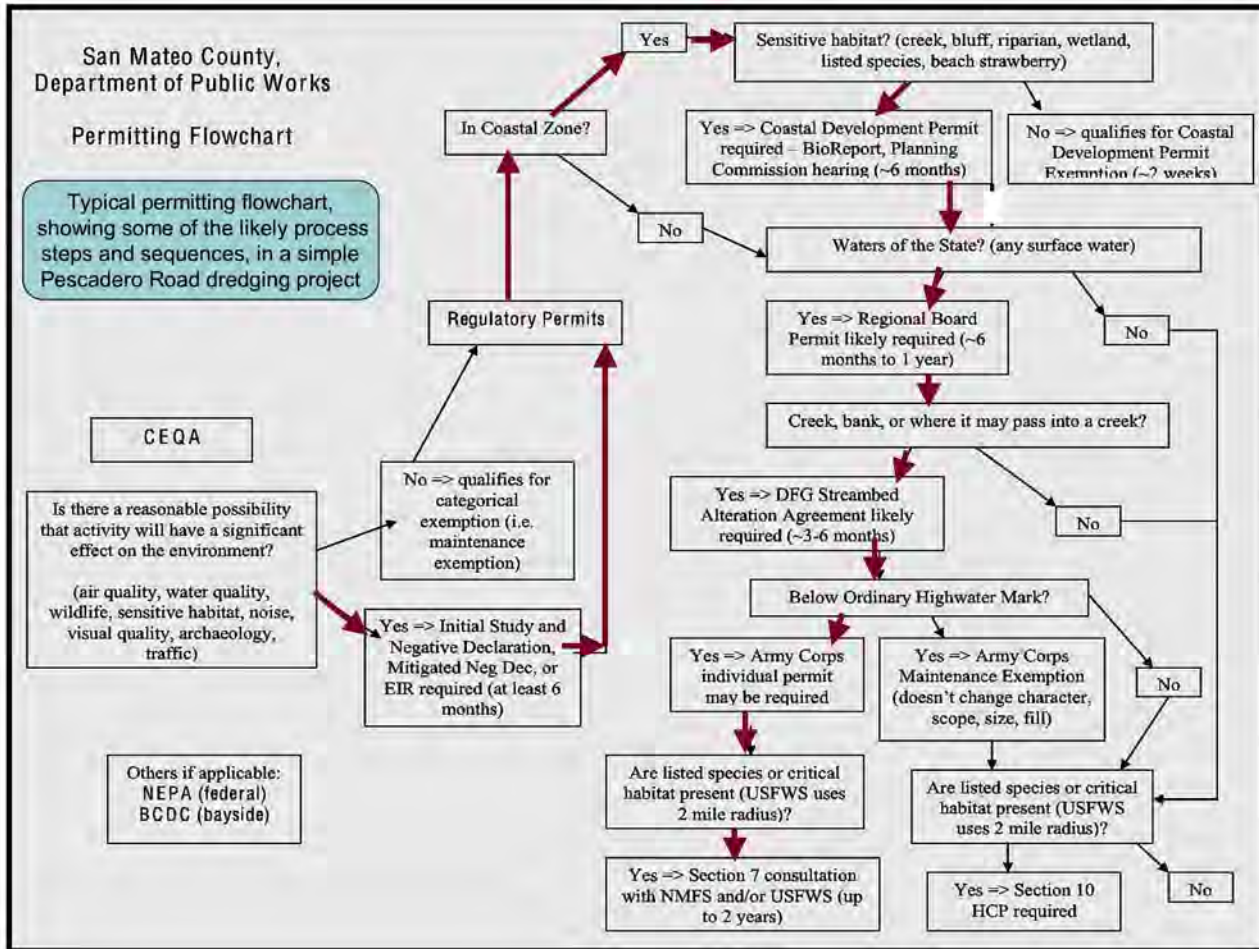 San Mateo County,
Department of Public Works
Permitting Flowchart
Typical permitting flowchart,
showing some of the likely process
steps and sequences, in a simple
Pescadero Road dredging project
Yes
Sensitive habitat? (creek, bluff, riparian, wetland,
listed species, beach strawberry)
In Coastal Zone?
Yes => Coastal Development Permit
required – BioReport, Planning
Commission hearing (~6 months)
No => qualifies for Coastal
Development Permit
Exemption (~2 weeks)
No
Waters of the State? (any surface water)
Regulatory Permits
Yes => Regional Board
Permit likely required (~6
months to 1 year)
No
CEQA
Creek, bank, or where it may pass into a creek?
Is there a reasonable possibility
that activity will have a significant
effect on the environment?
(air quality, water quality,
wildlife, sensitive habitat, noise,
visual quality, archaeology,
traffic)
No => qualifies for
categorical
exemption (i.e.
maintenance
exemption)
Yes => DFG Streambed
Alteration Agreement likely
required (~3-6 months)
No
Below Ordinary Highwater Mark?
Yes => Initial Study and
Negative Declaration,
Mitigated Neg Dec, or
EIR required (at least 6
months)
Yes => Army Corps
individual permit
may be required
Yes => Army Corps
Maintenance Exemption
(doesn't change character,
scope, size, fill)
No
Others if applicable:
NEPA (federal)
BCDC (bayside)
Are listed species or critical
habitat present (USFWS uses
2 mile radius)?
Are listed species or critical
habitat present (USFWS
uses 2 mile radius)?
Yes => Section 7 consultation
with NMFS and/or USFWS (up
to 2 years)
Yes => Section 10
HCP required
No